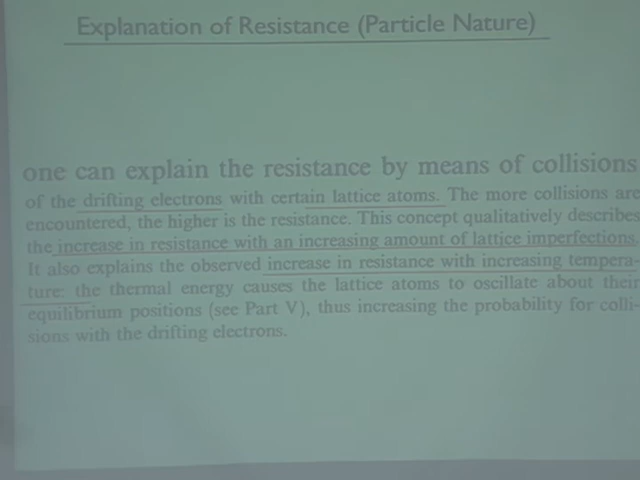 Explanation of Resistance (Particle Nature)
one can explain the resistance by means of collisions
of the drifting electrons with certain lattice atoms. The more collisions are
encountered, the higher is the resistance. This concept qualitatively describes
the increase in resistance with an increasing amount of lattice imperfections.
It also explains the observed increase in resistance with increasing tempera-
ture: the thermal energy causes the lattice atoms to oscillate about their
equilibrium positions (see Part V), thus increasing the probability for colli-
sions with the drifting electrons.